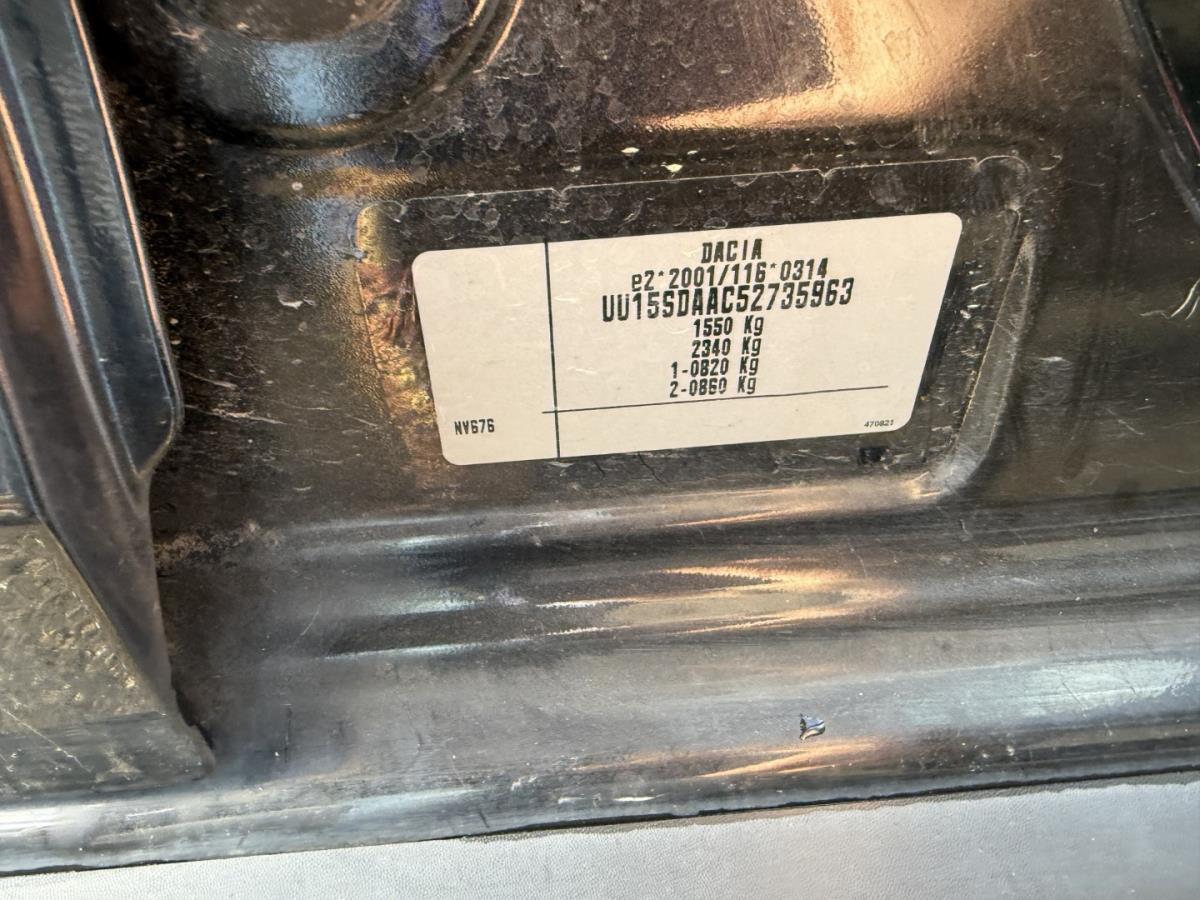 DACIA
e2*2001/116*0314
UU15SDAAC52735963
1550 Kg
2340 Kg
1-0820 Kg
2-0860 Kg
NV676
470821